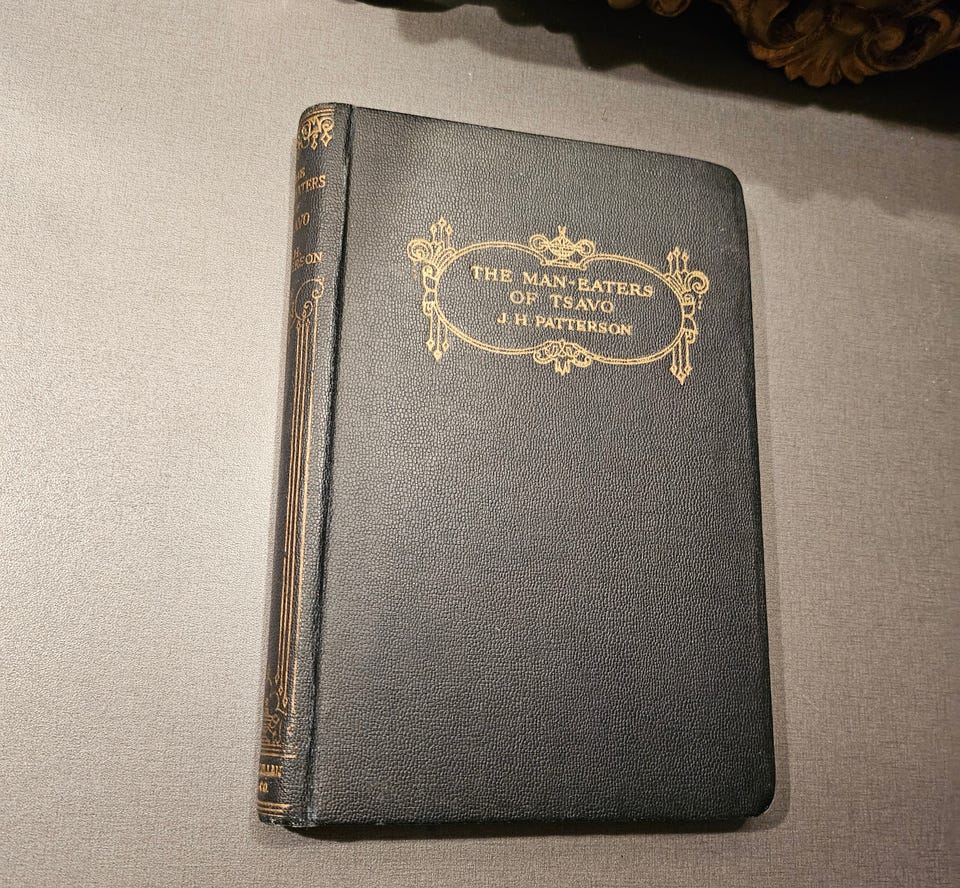 THE MAN-EATERS
OF TSAVO
J. H. PATTERSON